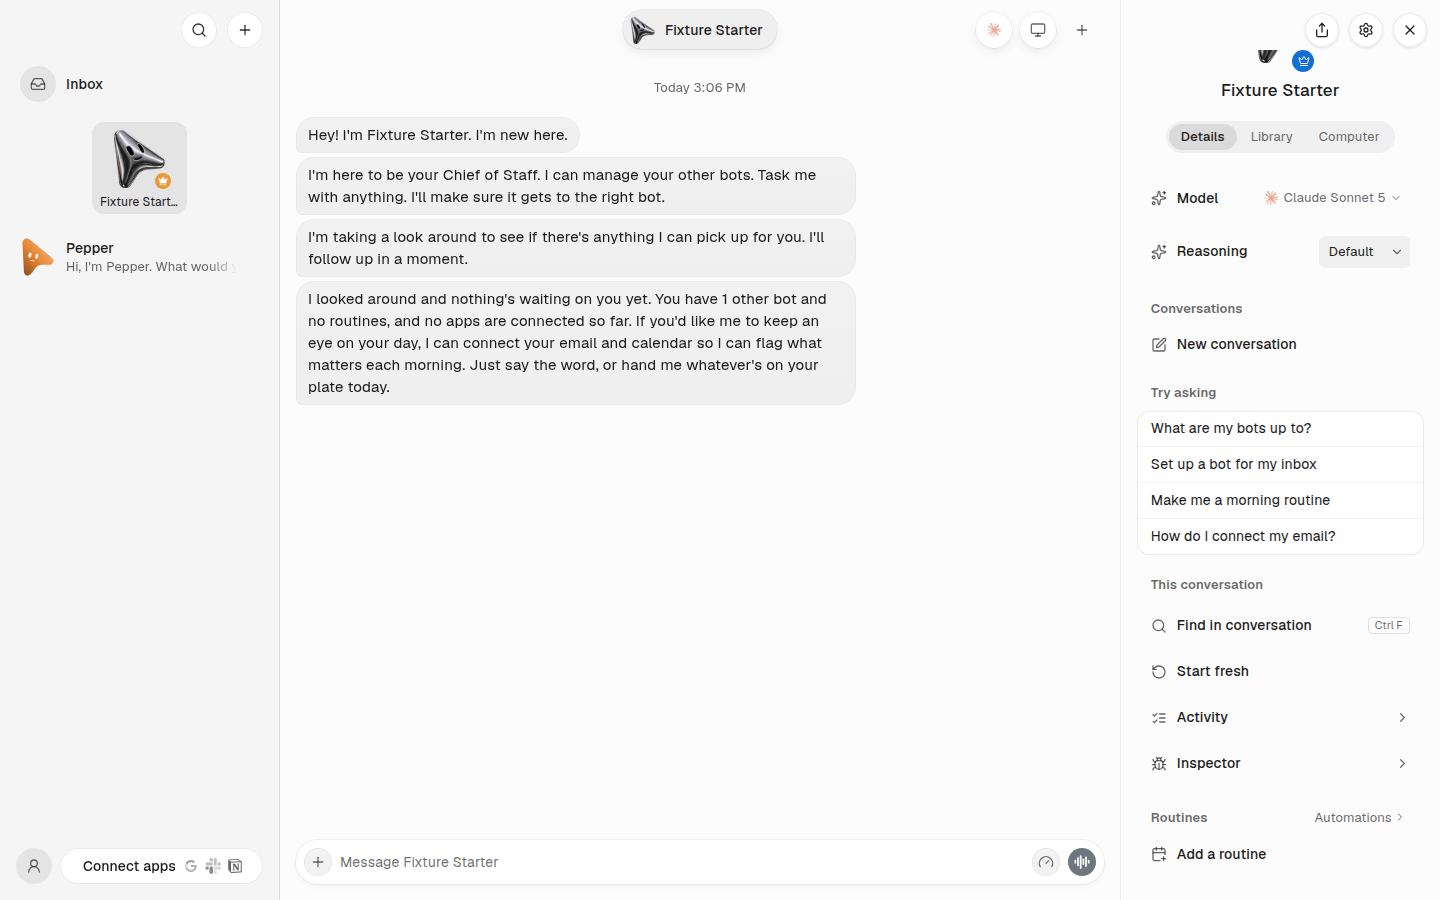 Inbox
Fixture Start...
Pepper
Hi, I'm Pepper. What would
Connect apps
Fixture Starter
Today 3:06 PM
Hey! I'm Fixture Starter. I'm new here.
I'm here to be your Chief of Staff. I can manage your other bots. Task me
with anything. I'll make sure it gets to the right bot.
I'm taking a look around to see if there's anything I can pick up for you. I'll
follow up in a moment.
I looked around and nothing's waiting on you yet. You have 1 other bot and
no routines, and no apps are connected so far. If you'd like me to keep an
eye on your day, I can connect your email and calendar so I can flag what
matters each morning. Just say the word, or hand me whatever's on your
plate today.
Message Fixture Starter
Fixture Starter
Details Library Computer
Model Claude Sonnet 5
Reasoning Default
Conversations
New conversation
Try asking
What are my bots up to?
Set up a bot for my inbox
Make me a morning routine
How do I connect my email?
This conversation
Find in conversation Ctrl F
Start fresh
Activity
Inspector
Routines Automations
Add a routine